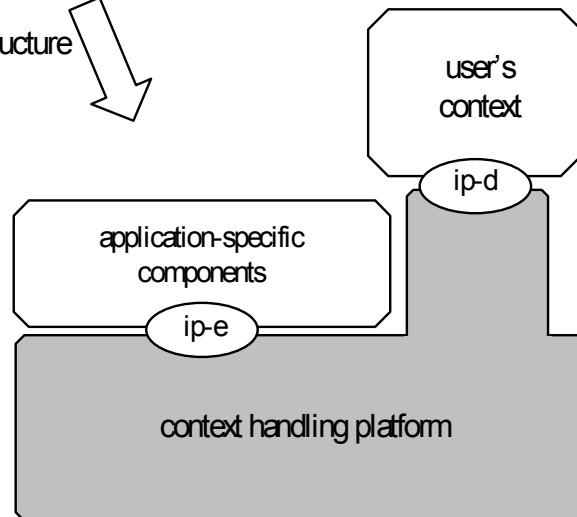 ucture
user's
context
ip-d
application-specific
components
ip-e
context handling platform